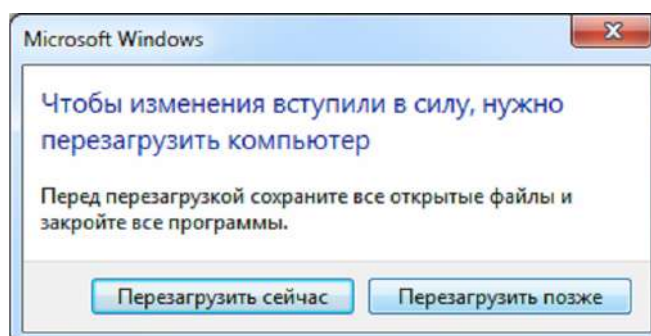 Microsoft Windows
Чтобы изменения вступили в силу, нужно
перезагрузить компьютер
Перед перезагрузкой сохраните все открытые файлы и
закройте все программы.
Перезагрузить сейчас Перезагрузить позже